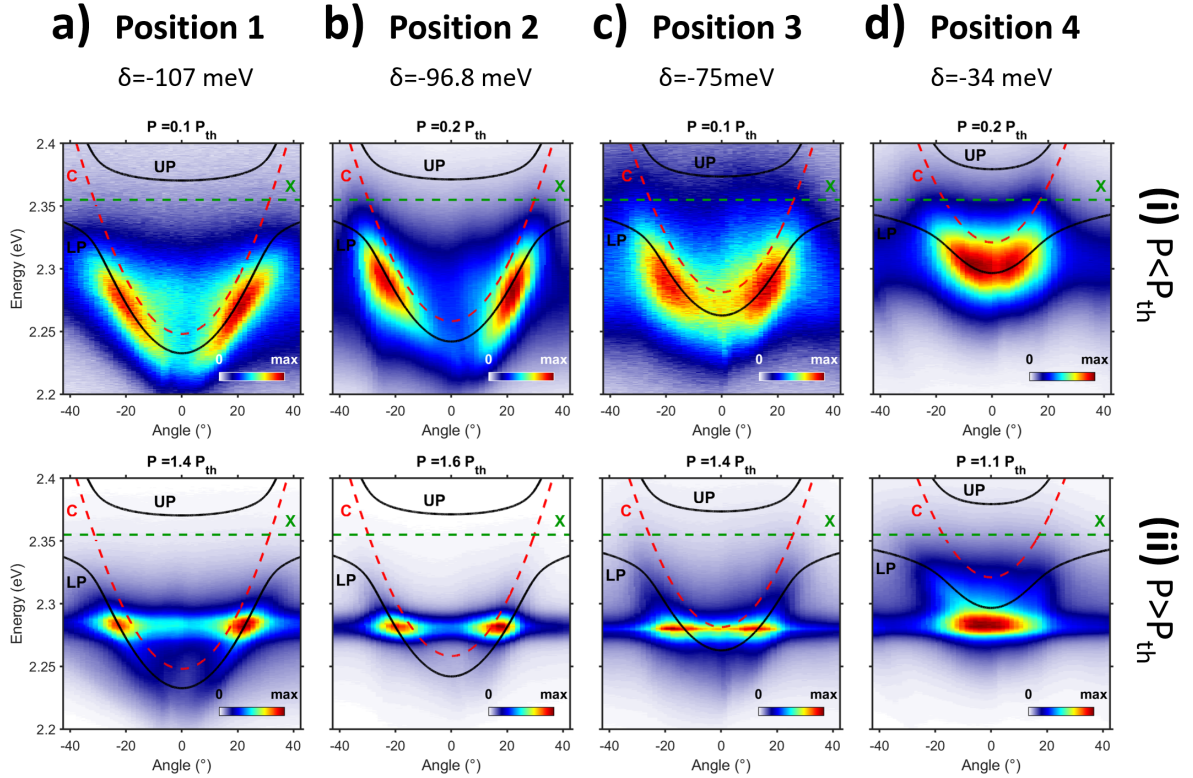 a) Position 1
b) Position 2
c) Position 3
d) Position 4
δ=-107 meV
δ=-96.8 meV
δ=-75meV
δ=-34 meV
P =0.1 Pth
P =0.2 Pth
P =0.1 Pth
P =0.2 Pth
2.4
2.35
2.3
2.25
2.2
Energy (eV)
UP
C
X
LP
0
max
-40
-20
0
20
40
Angle (°)
UP
C
X
LP
0
max
-40
-20
0
20
40
Angle (°)
UP
C
X
LP
0
max
-40
-20
0
20
40
Angle (°)
UP
C
X
LP
0
max
-40
-20
0
20
40
Angle (°)
(i) P<Pth
P =1.4 Pth
P =1.6 Pth
P =1.4 Pth
P =1.1 Pth
2.4
2.35
2.3
2.25
2.2
Energy (eV)
UP
C
X
LP
0
max
-40
-20
0
20
40
Angle (°)
UP
C
X
LP
0
max
-40
-20
0
20
40
Angle (°)
UP
C
X
LP
0
max
-40
-20
0
20
40
Angle (°)
UP
C
X
LP
0
max
-40
-20
0
20
40
Angle (°)
(ii) P>Pth